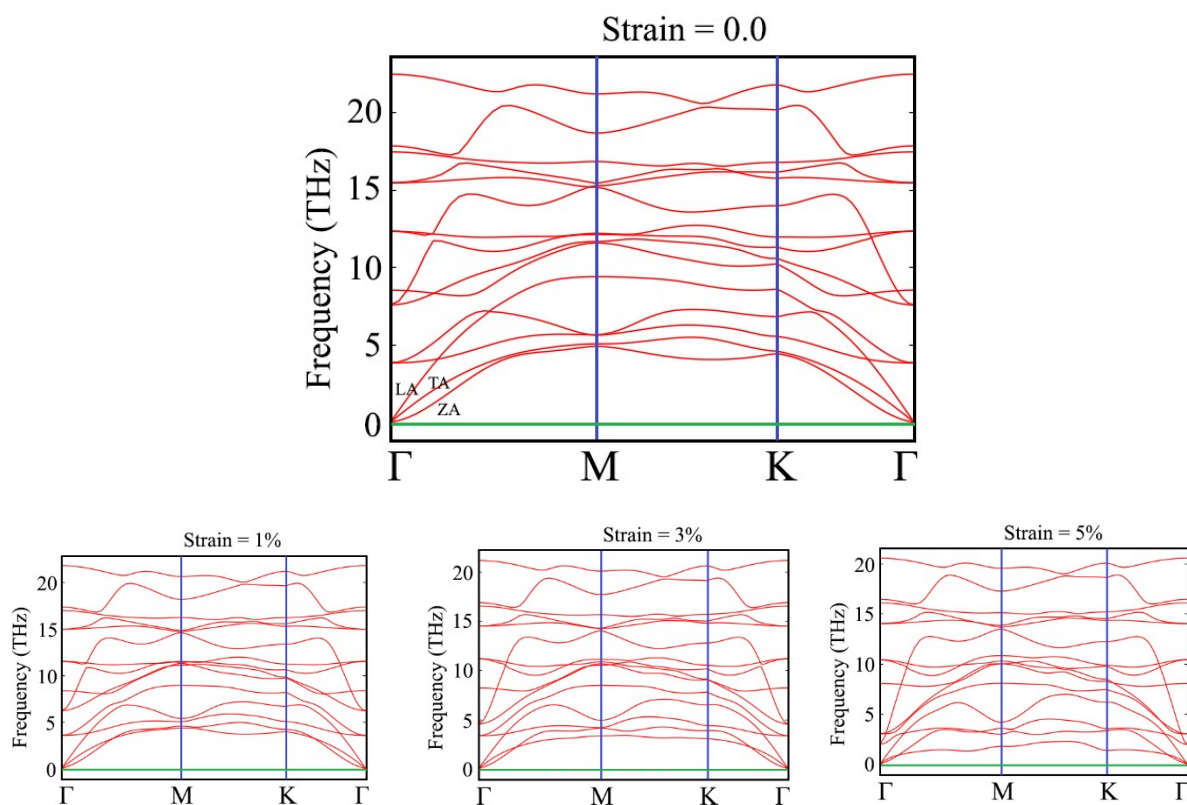 Strain = 0.0
Frequency (THz)
20
15
10
5
0
LA
TA
ZA
Γ M K Γ
Strain = 1%
Frequency (THz)
20
15
10
5
0
Γ M K Γ
Strain = 3%
Frequency (THz)
20
15
10
5
0
Γ M K Γ
Strain = 5%
Frequency (THz)
20
15
10
5
0
Γ M K Γ